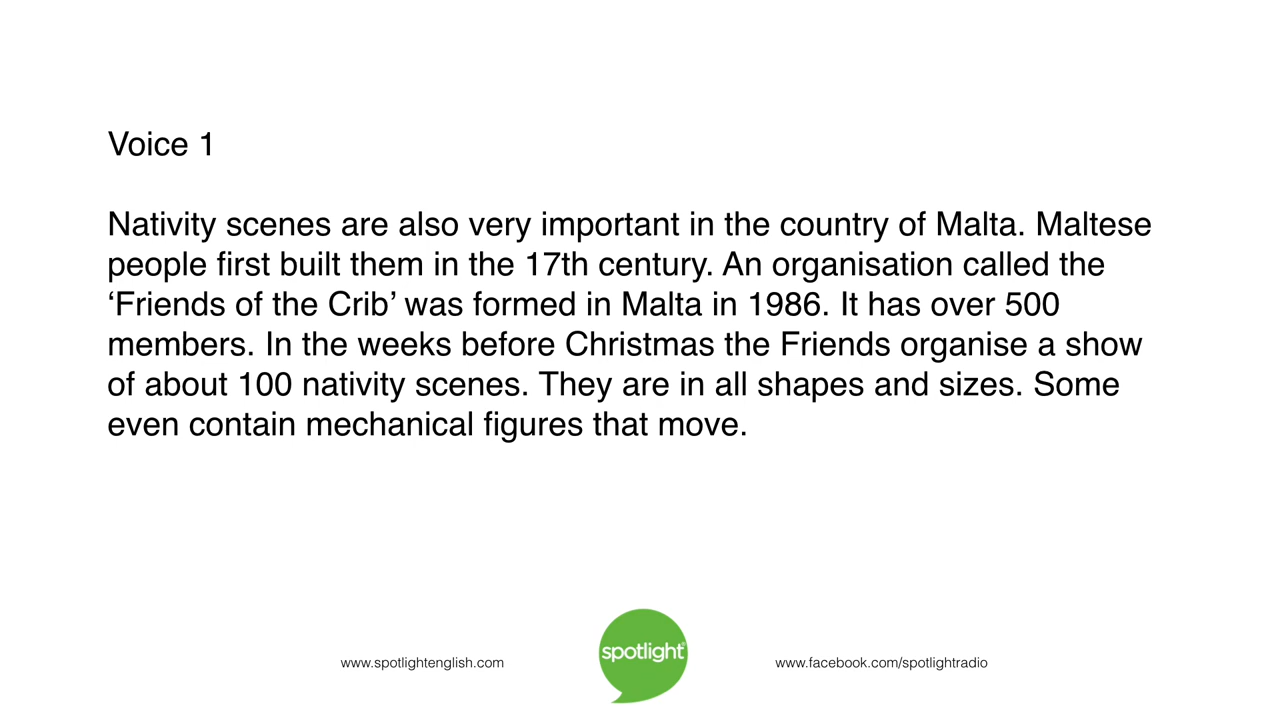 Voice 1
Nativity scenes are also very important in the country of Malta. Maltese
people first built them in the 17th century. An organisation called the
‘Friends of the Crib’ was formed in Malta in 1986. It has over 500
members. In the weeks before Christmas the Friends organise a show
of about 100 nativity scenes. They are in all shapes and sizes. Some
even contain mechanical figures that move.
www.spotlightenglish.com
spotlight®
www.facebook.com/spotlightradio